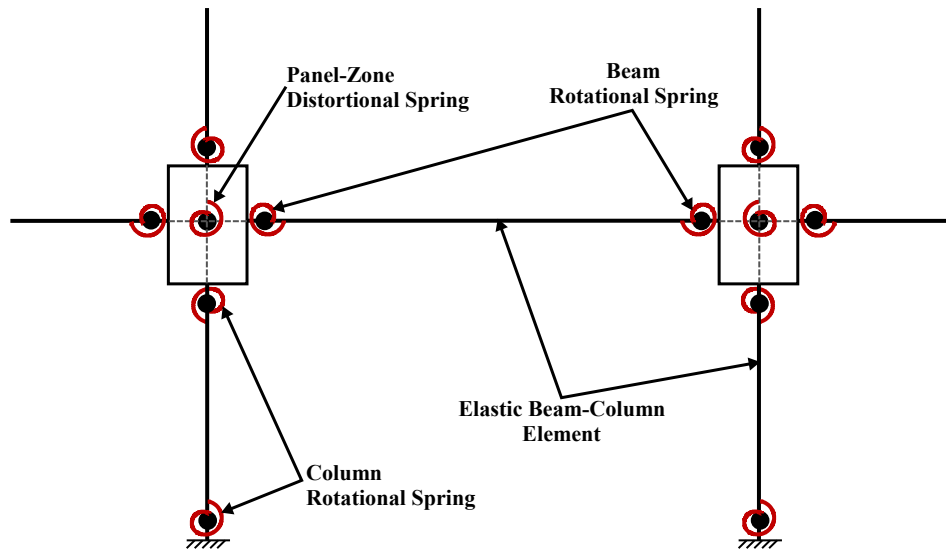 Panel-Zone
Distortional Spring
Beam
Rotational Spring
Elastic Beam-Column
Element
Column
Rotational Spring